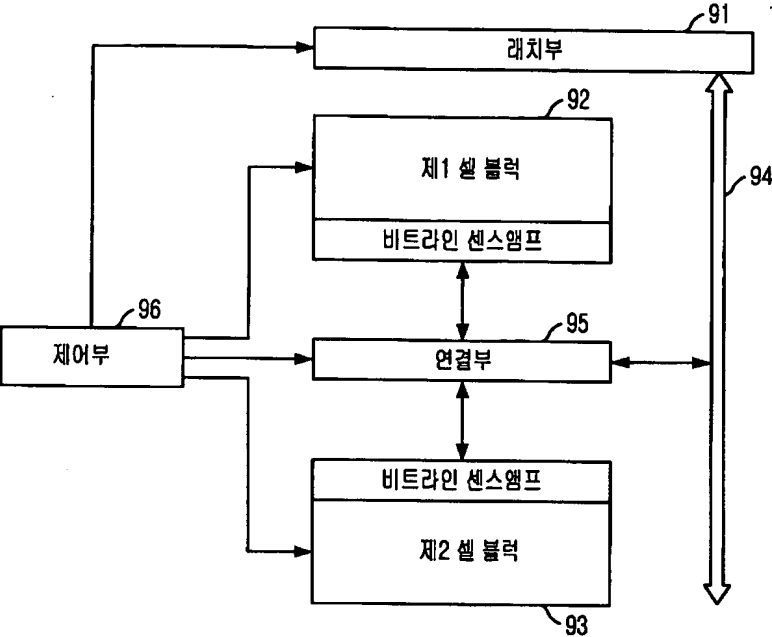 91
래치부
92
제1 셀 블럭
94
비트라인 센스앰프
96
제어부
95
연결부
비트라인 센스앰프
제2 셀 블럭
93